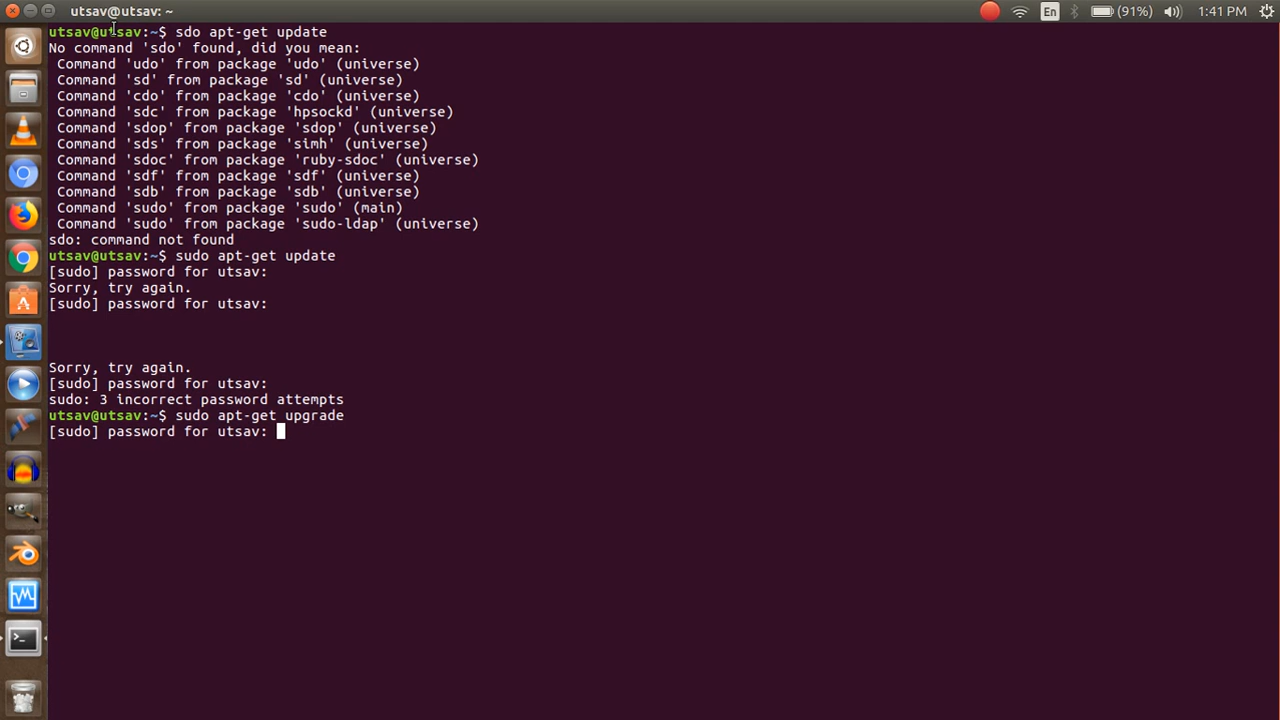 utsav@utsav: ~
En
(91%)
1:41 PM
utsav@utsav:~$ sdo apt-get update
No command 'sdo' found, did you mean:
Command 'udo' from package 'udo' (universe)
Command 'sd' from package 'sd' (universe)
Command 'cdo' from package 'cdo' (universe)
Command 'sdc' from package 'hpsockd' (universe)
Command 'sdop' from package 'sdop' (universe)
Command 'sds' from package 'simh' (universe)
Command 'sdoc' from package 'ruby-sdoc' (universe)
Command 'sdf' from package 'sdf' (universe)
Command 'sdb' from package 'sdb' (universe)
Command 'sudo' from package 'sudo' (main)
Command 'sudo' from package 'sudo-ldap' (universe)
sdo: command not found
utsav@utsav:~$ sudo apt-get update
[sudo] password for utsav:
Sorry, try again.
[sudo] password for utsav:
Sorry, try again.
[sudo] password for utsav:
sudo: 3 incorrect password attempts
utsav@utsav:~$ sudo apt-get upgrade
[sudo] password for utsav: